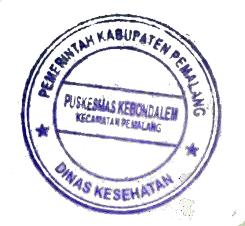 PEMERINTAH KABUPATEN PEMALANG
PUSKESMAS KEBONDALEM
KECAMATAN PEMALANG
DINAS KESEHATAN